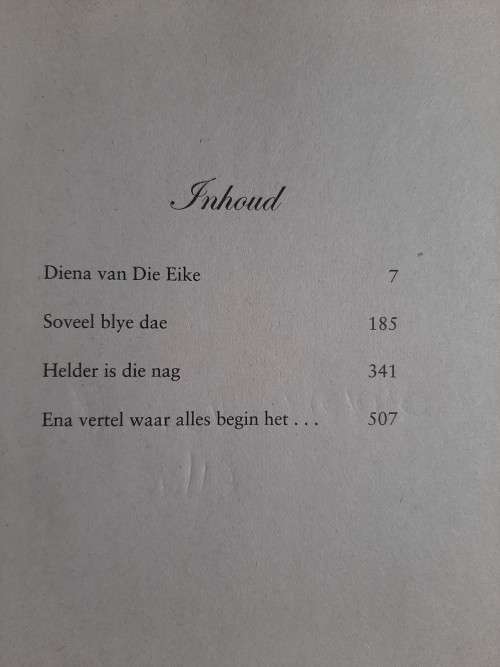 Inhoud
Diena van Die Eike 7
Soveel blye dae 185
Helder is die nag 341
Ena vertel waar alles begin het . . . 507